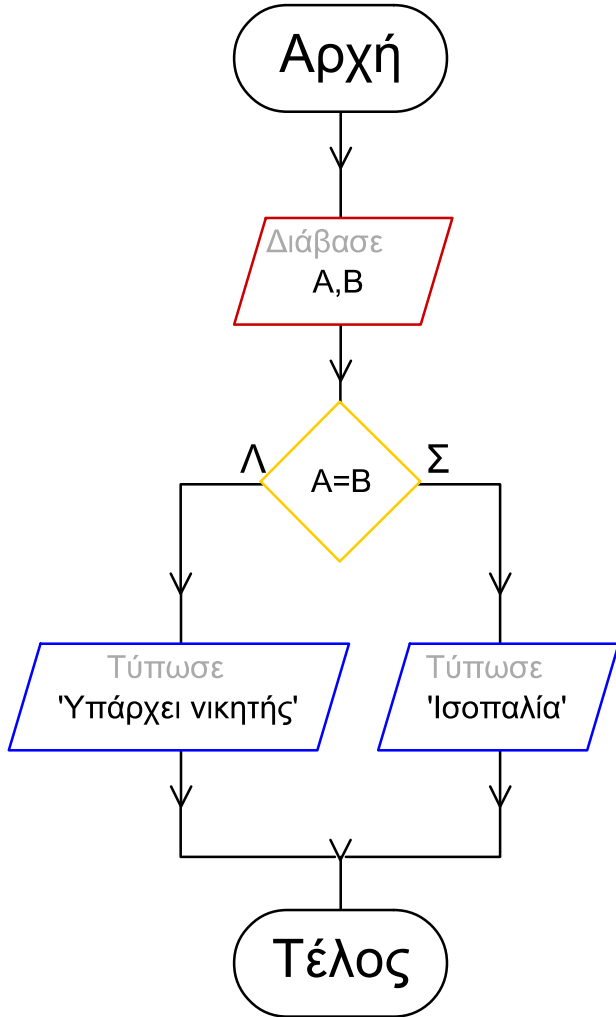 Αρχή
Διάβασε
Α,Β
Λ
Σ
Α=Β
Τύπωσε
'Υπάρχει νικητής'
Τύπωσε
'Ισοπαλία'
Τέλος